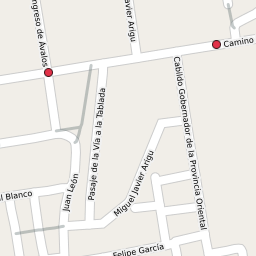 ngreso de Ávalos
avier Arigu
Camino
Cabildo Gobernador de la Provincia Oriental
Pasaje de la Vía a la Tablada
Miguel Javier Arigu
Juan León
l Blanco
Felipe García